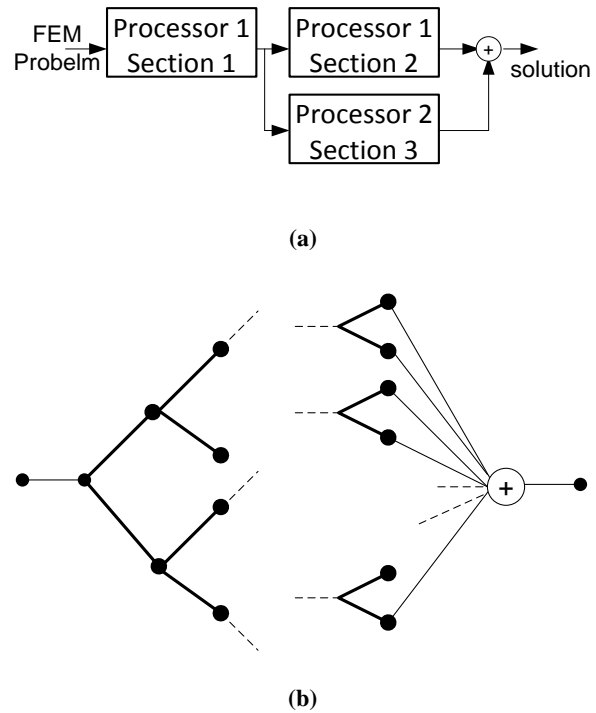 FEM
Probelm
Processor 1
Section 1
Processor 1
Section 2
+
solution
Processor 2
Section 3
(a)
+
(b)